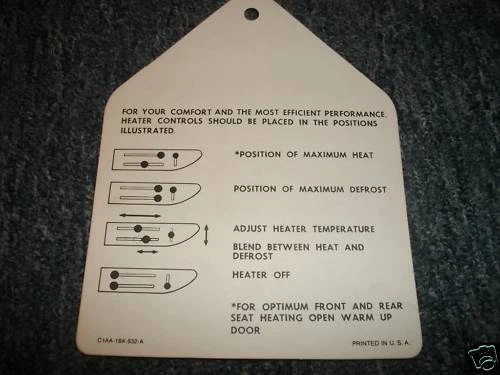 FOR YOUR COMFORT AND THE MOST EFFICIENT PERFORMANCE,
HEATER CONTROLS SHOULD BE PLACED IN THE POSITIONS
ILLUSTRATED.
*POSITION OF MAXIMUM HEAT
POSITION OF MAXIMUM DEFROST
ADJUST HEATER TEMPERATURE
BLEND BETWEEN HEAT AND
DEFROST
HEATER OFF
*FOR OPTIMUM FRONT AND REAR
SEAT HEATING OPEN WARM UP
DOOR
C1AA-18A-632-A
PRINTED IN U.S.A.